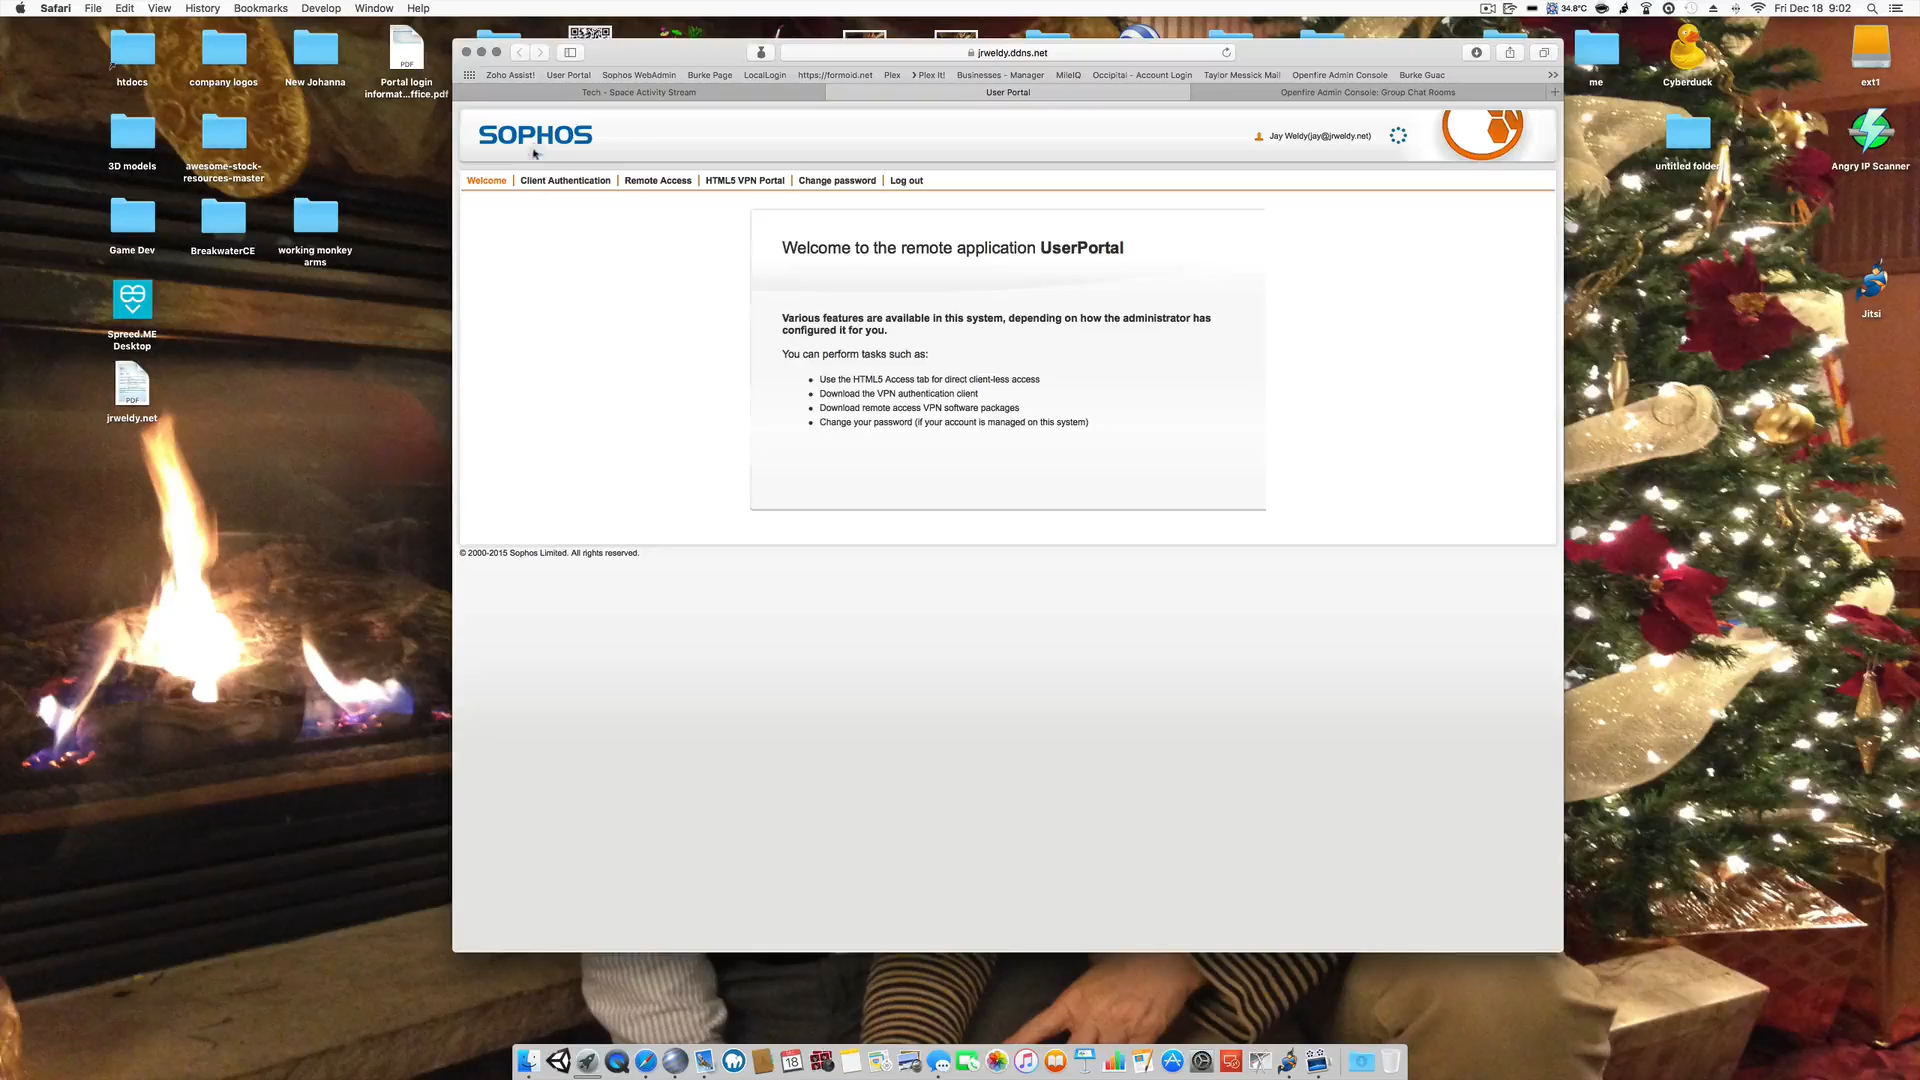 Safari File Edit View History Bookmarks Develop Window Help
34.8°C Fri Dec 18 9:02
htdocs
company logos
New Johanna
Portal login
informat...ffice.pdf
PDF
3D models
awesome-stock-
resources-master
Game Dev
BreakwaterCE
working monkey
arms
Spreed.ME
Desktop
PDF
jrweldy.net
jrweldy.ddns.net
Zoho Assist! User Portal Sophos WebAdmin Burke Page LocalLogin https://formoid.net Plex > Plex It! Businesses - Manager MileIQ Occipital - Account Login Taylor Messick Mail Openfire Admin Console Burke Guac >>
Tech - Space Activity Stream
User Portal
Openfire Admin Console: Group Chat Rooms
SOPHOS
Jay Weldy(jay@jrweldy.net)
Welcome | Client Authentication | Remote Access | HTML5 VPN Portal | Change password | Log out
Welcome to the remote application UserPortal
Various features are available in this system, depending on how the administrator has
configured it for you.
You can perform tasks such as:
• Use the HTML5 Access tab for direct client-less access
• Download the VPN authentication client
• Download remote access VPN software packages
• Change your password (if your account is managed on this system)
© 2000-2015 Sophos Limited. All rights reserved.
me
Cyberduck
ext1
untitled folder
Angry IP Scanner
Jitsi
18